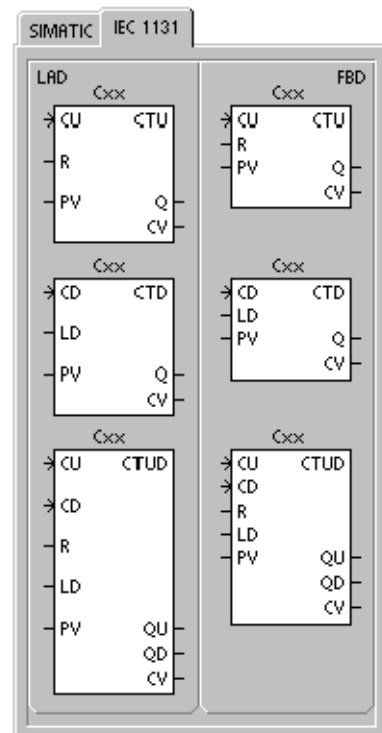 SIMATIC IEC 1131
LAD
Cxx
CU CTU
R
PV Q
CV
Cxx
CD CTD
LD
PV Q
CV
Cxx
CU CTUD
CD
R
LD
PV QU
QD
CV
FBD
Cxx
CU CTU
R
PV Q
CV
Cxx
CD CTD
LD
PV Q
CV
Cxx
CU CTUD
CD
R
LD
PV QU
QD
CV